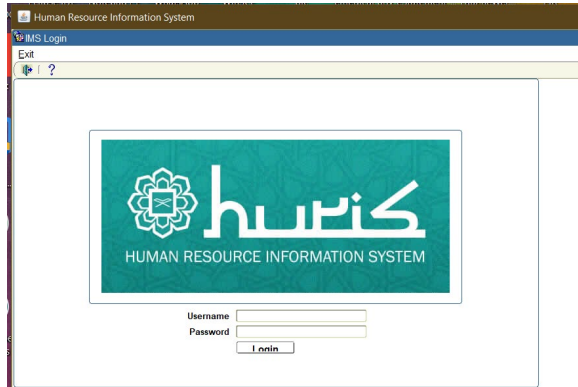 Human Resource Information System
IMS Login
Exit
?
huris
HUMAN RESOURCE INFORMATION SYSTEM
Username
Password
Login